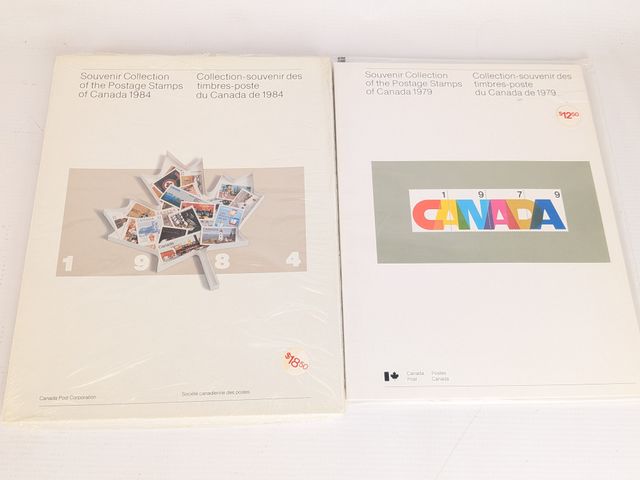 Souvenir Collection
of the Postage Stamps
of Canada 1984
Collection-souvenir des
timbres-poste
du Canada de 1984
Canada
1 9 8 4
$18.50
Canada Post Corporation
Société canadienne des postes
Souvenir Collection
of the Postage Stamps
of Canada 1979
Collection-souvenir des
timbres-poste
du Canada de 1979
$12.00
1 9 7 9
CANADA
Canada
Post
Postes
Canada